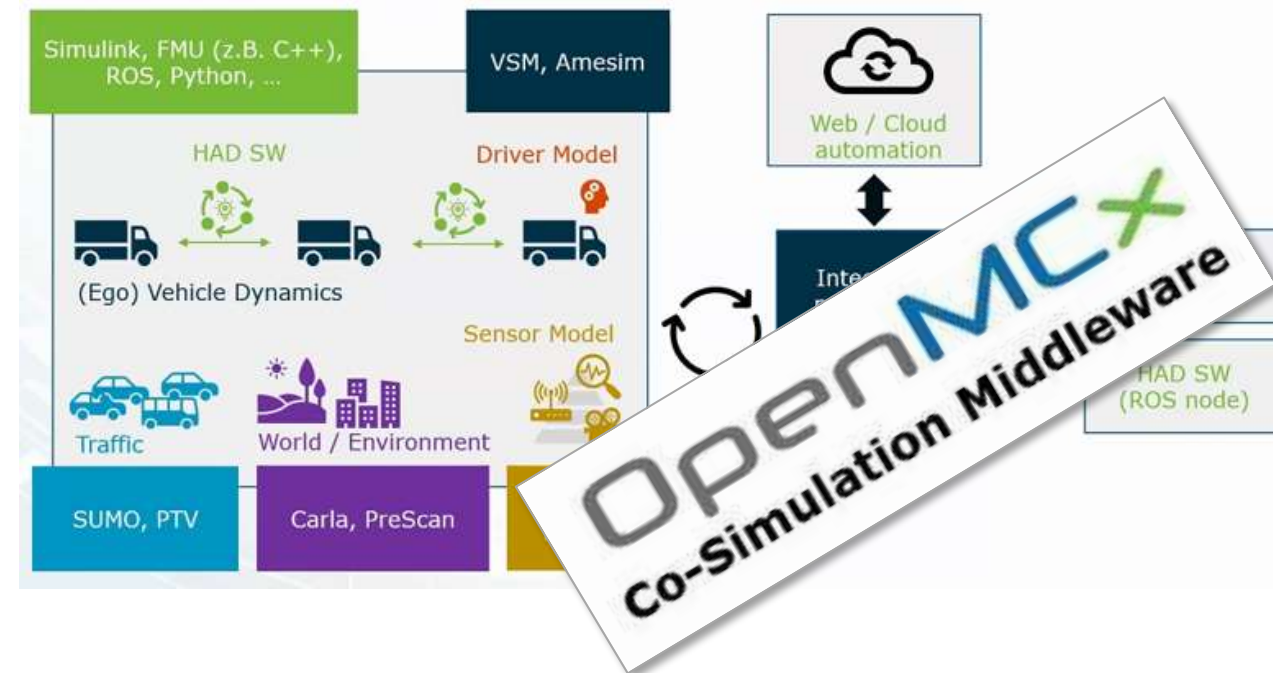 Simulink, FMU (z.B. C++),
ROS, Python, ...
VSM, Amesim
HAD SW
Driver Model
(Ego) Vehicle Dynamics
Sensor Model
Traffic
World / Environment
SUMO, PTV
Carla, PreScan
Web / Cloud
automation
HAD SW
(ROS node)
OpenMCx
Co-Simulation Middleware